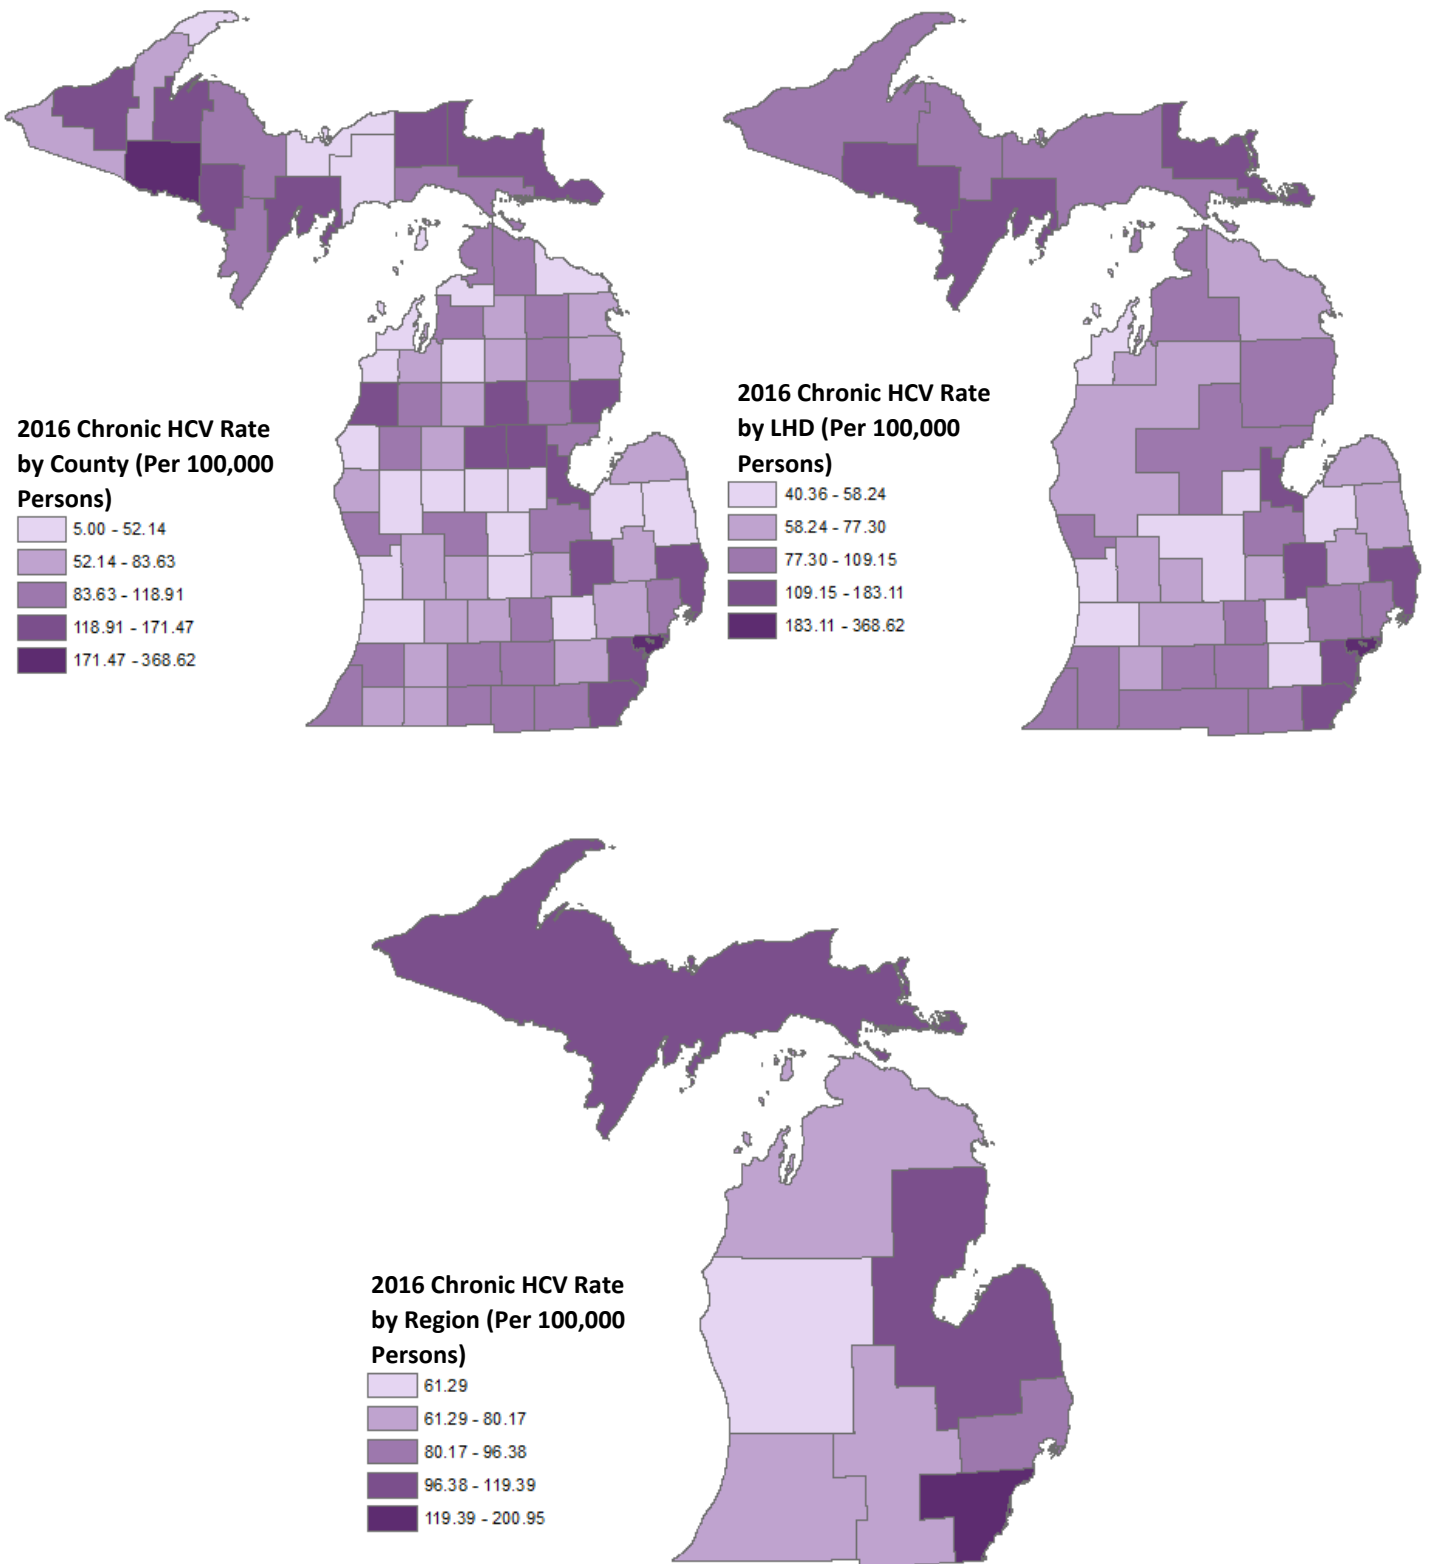 2016 Chronic HCV Rate
by County (Per 100,000
Persons)
5.00 - 52.14
52.14 - 83.63
83.63 - 118.91
118.91 - 171.47
171.47 - 368.62
2016 Chronic HCV Rate
by LHD (Per 100,000
Persons)
40.36 - 58.24
58.24 - 77.30
77.30 - 109.15
109.15 - 183.11
183.11 - 368.62
2016 Chronic HCV Rate
by Region (Per 100,000
Persons)
61.29
61.29 - 80.17
80.17 - 96.38
96.38 - 119.39
119.39 - 200.95